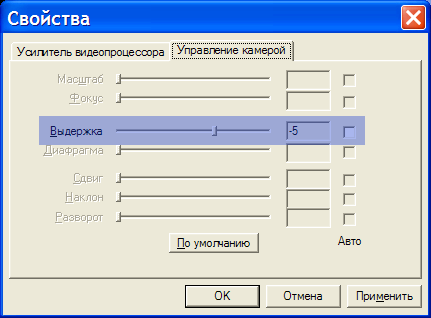 Свойства
Усилитель видеопроцессора Управление камерой
Масштаб
Фокус
Выдержка -5
Диафрагма
Сдвиг
Наклон
Разворот
По умолчанию Авто
OK Отмена Применить